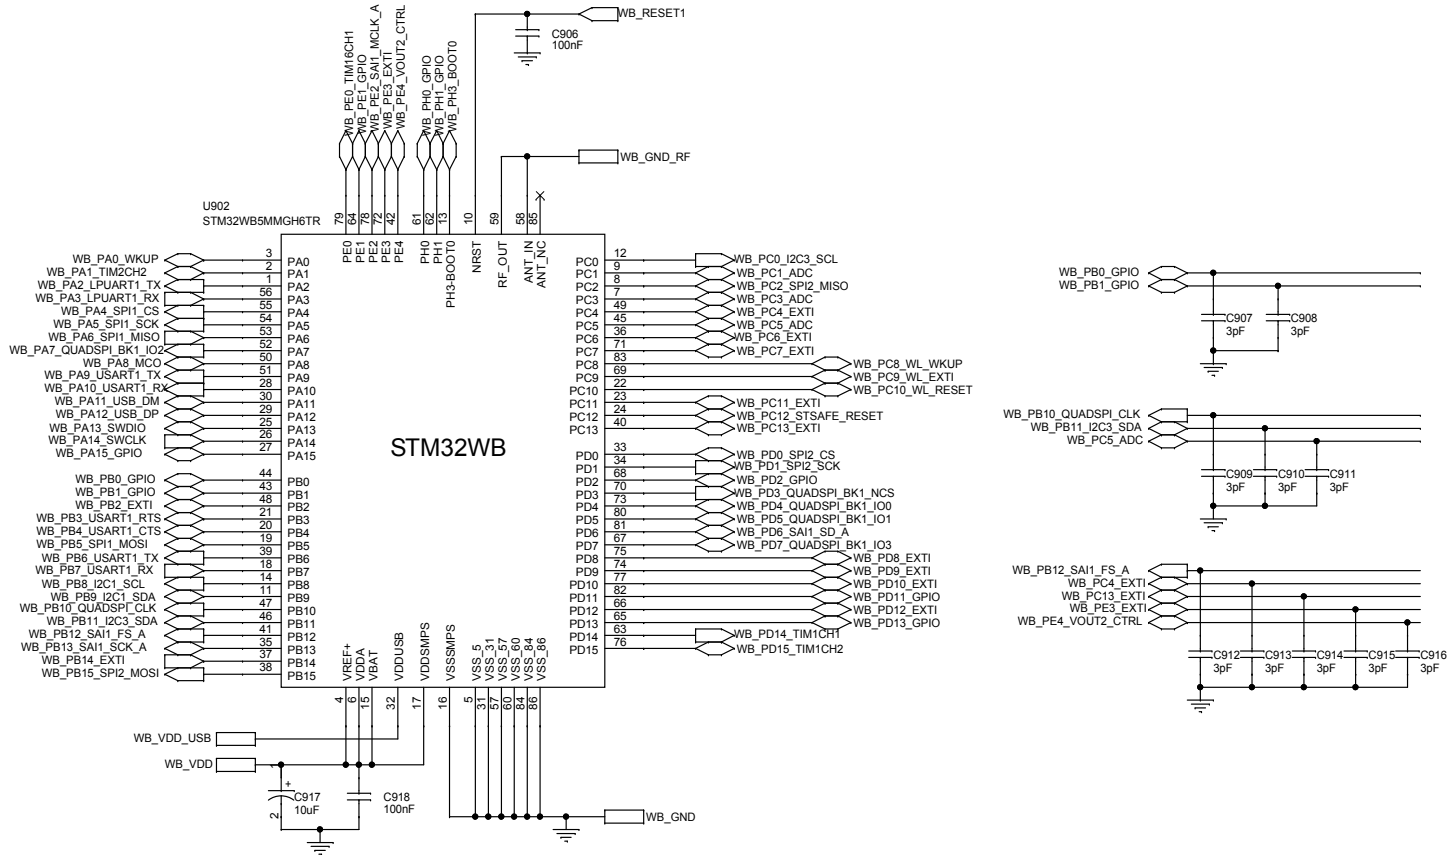 WB_RESET1
C906
100nF
WB_PE0_TIM16CH1
WB_PE1_GPIO
WB_PE2_SAI1_MCLK_A
WB_PE3_EXTI
WB_PE4_VOUT2_CTRL
WB_PH0_GPIO
WB_PH1_GPIO
WB_PH3_BOOT0
WB_GND_RF
U902
STM32WB5MMGH6TR
79 64 78 72 42 61 62 13 10 59 58 85
PE0 PE1 PE2 PE3 PE4 PH0 PH1 PH3-BOOT0 NRST RF_OUT ANT_IN ANT_NC
WB_PA0_WKUP 3 PA0
WB_PA1_TIM2CH2 2 PA1
WB_PA2_LPUART1_TX 1 PA2
WB_PA3_LPUART1_RX 56 PA3
WB_PA4_SPI1_CS 55 PA4
WB_PA5_SPI1_SCK 54 PA5
WB_PA6_SPI1_MISO 53 PA6
WB_PA7_QUADSPI_BK1_IO2 52 PA7
WB_PA8_MCO 50 PA8
WB_PA9_USART1_TX 51 PA9
WB_PA10_USART1_RX 28 PA10
WB_PA11_USB_DM 30 PA11
WB_PA12_USB_DP 29 PA12
WB_PA13_SWDIO 25 PA13
WB_PA14_SWCLK 26 PA14
WB_PA15_GPIO 27 PA15
WB_PB0_GPIO 44 PB0
WB_PB1_GPIO 43 PB1
WB_PB2_EXTI 48 PB2
WB_PB3_USART1_RTS 21 PB3
WB_PB4_USART1_CTS 20 PB4
WB_PB5_SPI1_MOSI 19 PB5
WB_PB6_USART1_TX 39 PB6
WB_PB7_USART1_RX 18 PB7
WB_PB8_I2C1_SCL 14 PB8
WB_PB9_I2C1_SDA 11 PB9
WB_PB10_QUADSPI_CLK 47 PB10
WB_PB11_I2C3_SDA 46 PB11
WB_PB12_SAI1_FS_A 41 PB12
WB_PB13_SAI1_SCK_A 35 PB13
WB_PB14_EXTI 37 PB14
WB_PB15_SPI2_MOSI 38 PB15
STM32WB
PC0 12 WB_PC0_I2C3_SCL
PC1 9 WB_PC1_ADC
PC2 8 WB_PC2_SPI2_MISO
PC3 7 WB_PC3_ADC
PC4 49 WB_PC4_EXTI
PC5 45 WB_PC5_ADC
PC6 36 WB_PC6_EXTI
PC7 71 WB_PC7_EXTI
PC8 83 WB_PC8_WL_WKUP
PC9 69 WB_PC9_WL_EXTI
PC10 22 WB_PC10_WL_RESET
PC11 23 WB_PC11_EXTI
PC12 24 WB_PC12_STSAFE_RESET
PC13 40 WB_PC13_EXTI
PD0 33 WB_PD0_SPI2_CS
PD1 34 WB_PD1_SPI2_SCK
PD2 68 WB_PD2_GPIO
PD3 70 WB_PD3_QUADSPI_BK1_NCS
PD4 73 WB_PD4_QUADSPI_BK1_IO0
PD5 80 WB_PD5_QUADSPI_BK1_IO1
PD6 81 WB_PD6_SAI1_SD_A
PD7 67 WB_PD7_QUADSPI_BK1_IO3
PD8 75 WB_PD8_EXTI
PD9 74 WB_PD9_EXTI
PD10 77 WB_PD10_EXTI
PD11 82 WB_PD11_GPIO
PD12 66 WB_PD12_EXTI
PD13 65 WB_PD13_GPIO
PD14 63 WB_PD14_TIM1CH1
PD15 76 WB_PD15_TIM1CH2
VREF+ VDDA VBAT VDDUSB VDDSMPS VSSSMPS VSS_5 VSS_31 VSS_57 VSS_60 VSS_84 VSS_86
4 6 15 32 17 16 5 31 57 60 84 86
WB_VDD_USB
WB_VDD
1
+
C917
10uF
2
C918
100nF
WB_GND
WB_PB0_GPIO
WB_PB1_GPIO
C907 C908
3pF 3pF
WB_PB10_QUADSPI_CLK
WB_PB11_I2C3_SDA
WB_PC5_ADC
C909 C910 C911
3pF 3pF 3pF
WB_PB12_SAI1_FS_A
WB_PC4_EXTI
WB_PC13_EXTI
WB_PE3_EXTI
WB_PE4_VOUT2_CTRL
C912 C913 C914 C915 C916
3pF 3pF 3pF 3pF 3pF